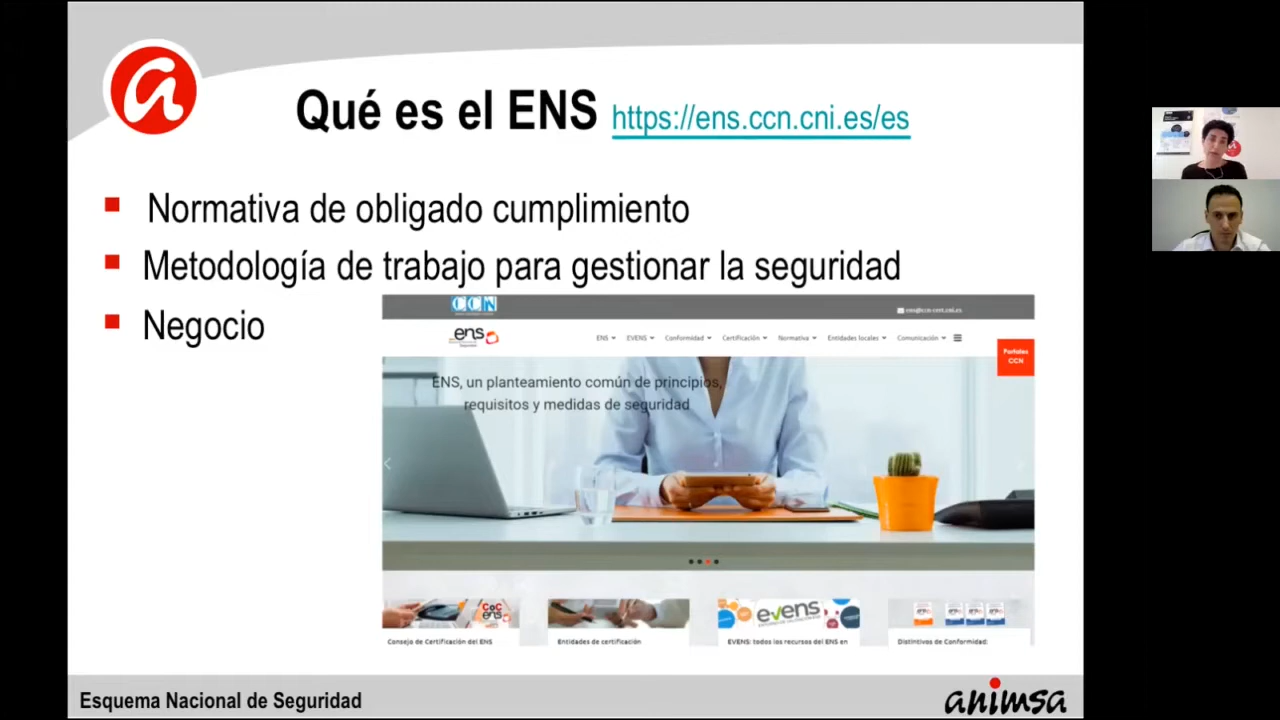 Qué es el ENS https://ens.ccn.cni.es/es
Normativa de obligado cumplimiento
Metodología de trabajo para gestionar la seguridad
Negocio
CCN
ens@ccn-cert.cni.es
ens
ENS EVENS Conformidad Certificación Normativa Entidades locales Comunicación
Portales
CCN
ENS, un planteamiento común de principios,
requisitos y medidas de seguridad
CoC
ens
evens
Consejo de Certificación del ENS
Entidades de certificación
EVENS: todos los recursos del ENS en
Distintivos de Conformidad:
Esquema Nacional de Seguridad
animsa